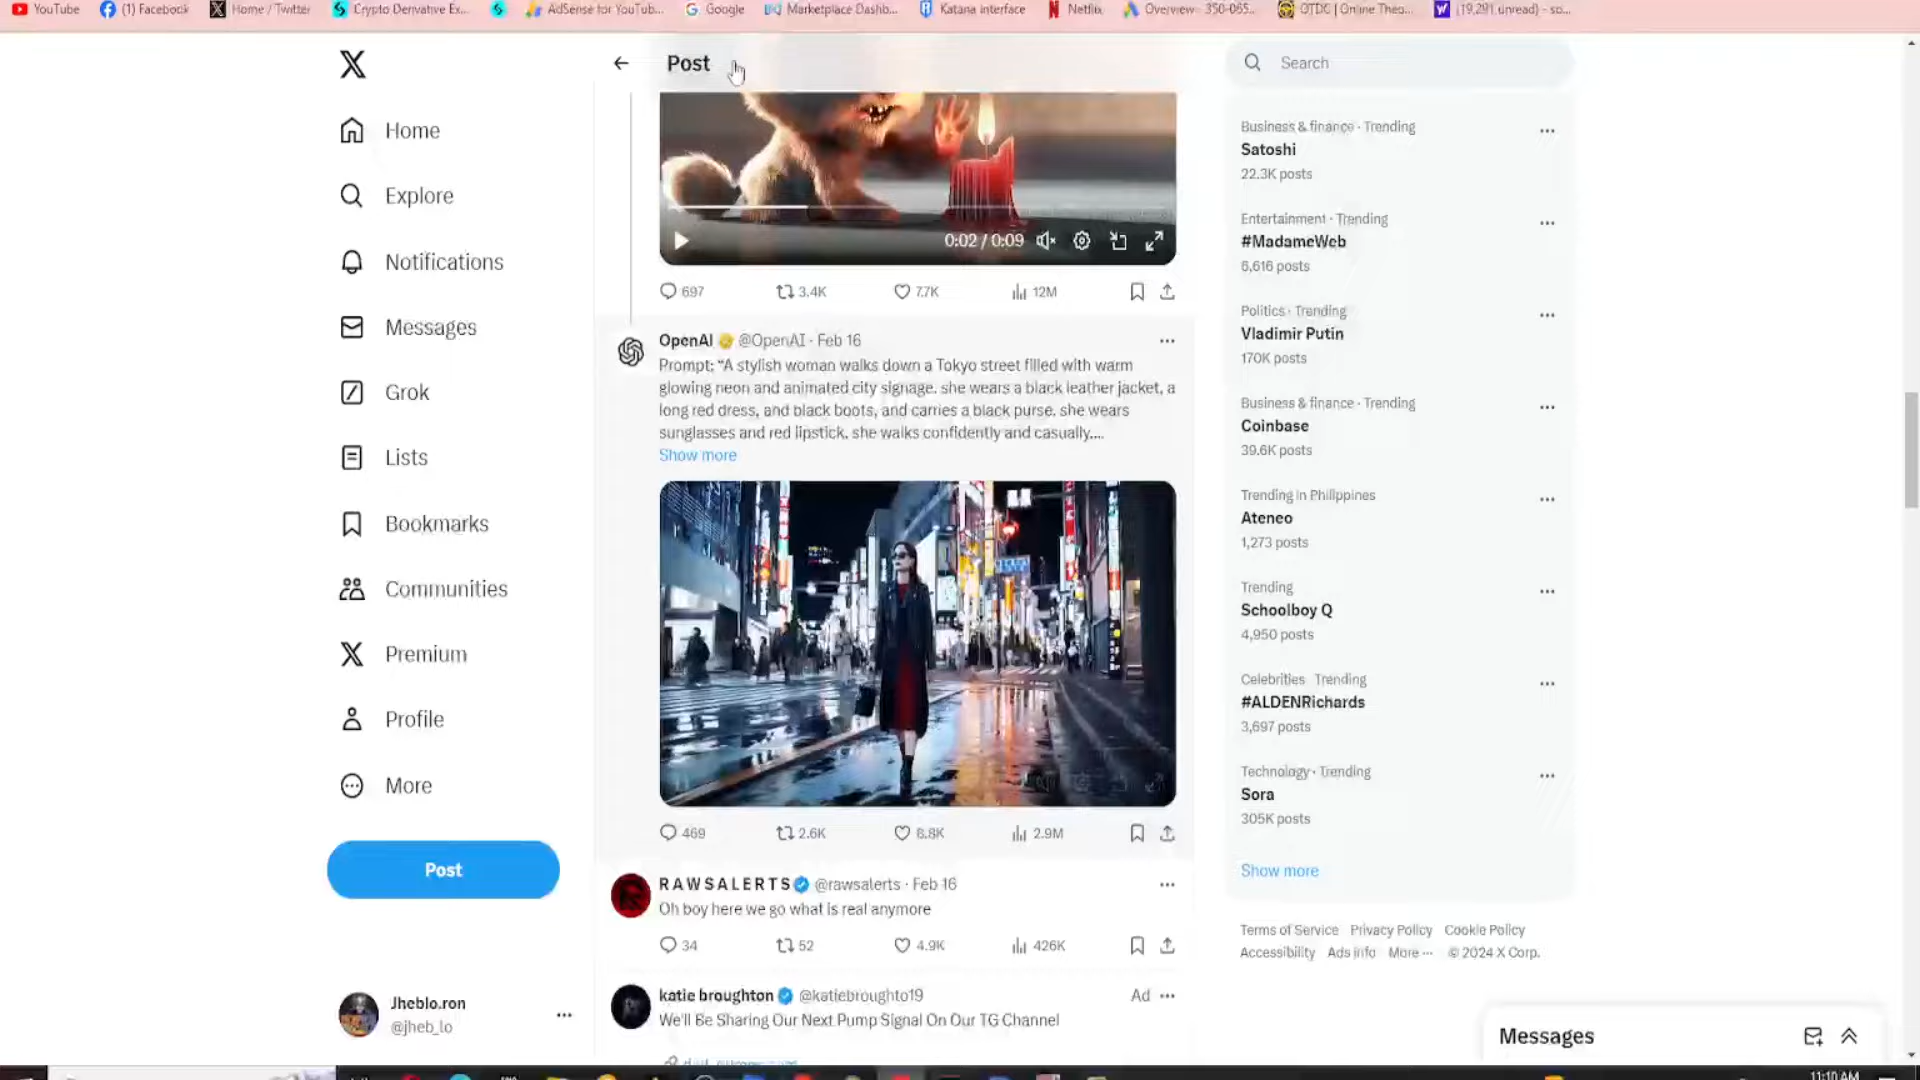 YouTube
(1) Facebook
Home / Twitter
Crypto Derivative Ex...
AdSense for YouTub...
Google
Marketplace Dashb...
Katana Interface
Netflix
Overview - 350-065...
OTDC | Online Theo...
(19,291 unread) - so...
Post
Search
Home
Explore
Notifications
Messages
Grok
Lists
Bookmarks
Communities
Premium
Profile
More
Post
Jheblo.ron
@jheb_lo
0:02 / 0:09
697
3.4K
7.7K
12M
OpenAI @OpenAI · Feb 16
Prompt: “A stylish woman walks down a Tokyo street filled with warm
glowing neon and animated city signage. she wears a black leather jacket, a
long red dress, and black boots, and carries a black purse. she wears
sunglasses and red lipstick. she walks confidently and casually....
Show more
469
2.6K
8.8K
2.9M
RAWSALERTS @rawsalerts · Feb 16
Oh boy here we go what is real anymore
34
52
4.9K
426K
katie broughton @katiebroughto19
Ad
We'll Be Sharing Our Next Pump Signal On Our TG Channel
Business & finance · Trending
Satoshi
22.3K posts
Entertainment · Trending
#MadameWeb
6,616 posts
Politics · Trending
Vladimir Putin
170K posts
Business & finance · Trending
Coinbase
39.6K posts
Trending in Philippines
Ateneo
1,273 posts
Trending
Schoolboy Q
4,950 posts
Celebrities · Trending
#ALDENRichards
3,697 posts
Technology · Trending
Sora
305K posts
Show more
Terms of Service Privacy Policy Cookie Policy
Accessibility Ads info More ··· © 2024 X Corp.
Messages
11:10 AM